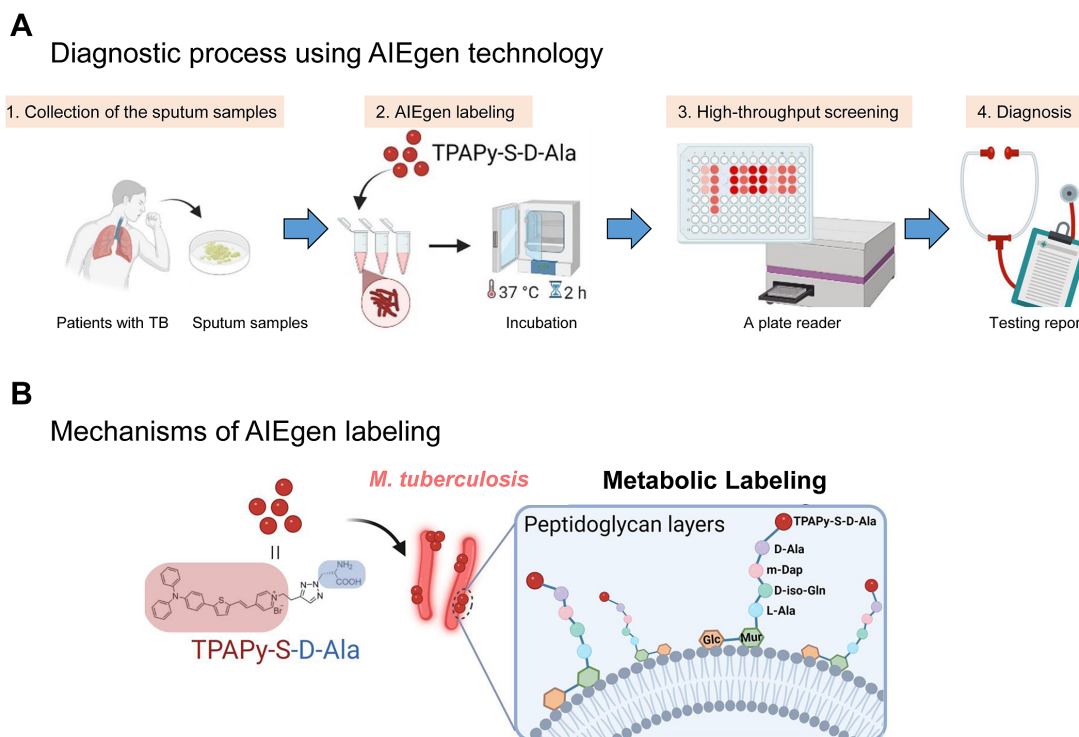 A
Diagnostic process using AIEgen technology
1. Collection of the sputum samples
2. AIEgen labeling
3. High-throughput screening
4. Diagnosis
TPAPy-S-D-Ala
37 °C
2 h
Patients with TB
Sputum samples
Incubation
A plate reader
Testing repor
B
Mechanisms of AIEgen labeling
M. tuberculosis
Metabolic Labeling
Peptidoglycan layers
TPAPy-S-D-Ala
D-Ala
m-Dap
D-iso-Gln
L-Ala
Glc
Mur
NH2
COOH
N
S
N+
Br-
N
N
N
TPAPy-S-D-Ala